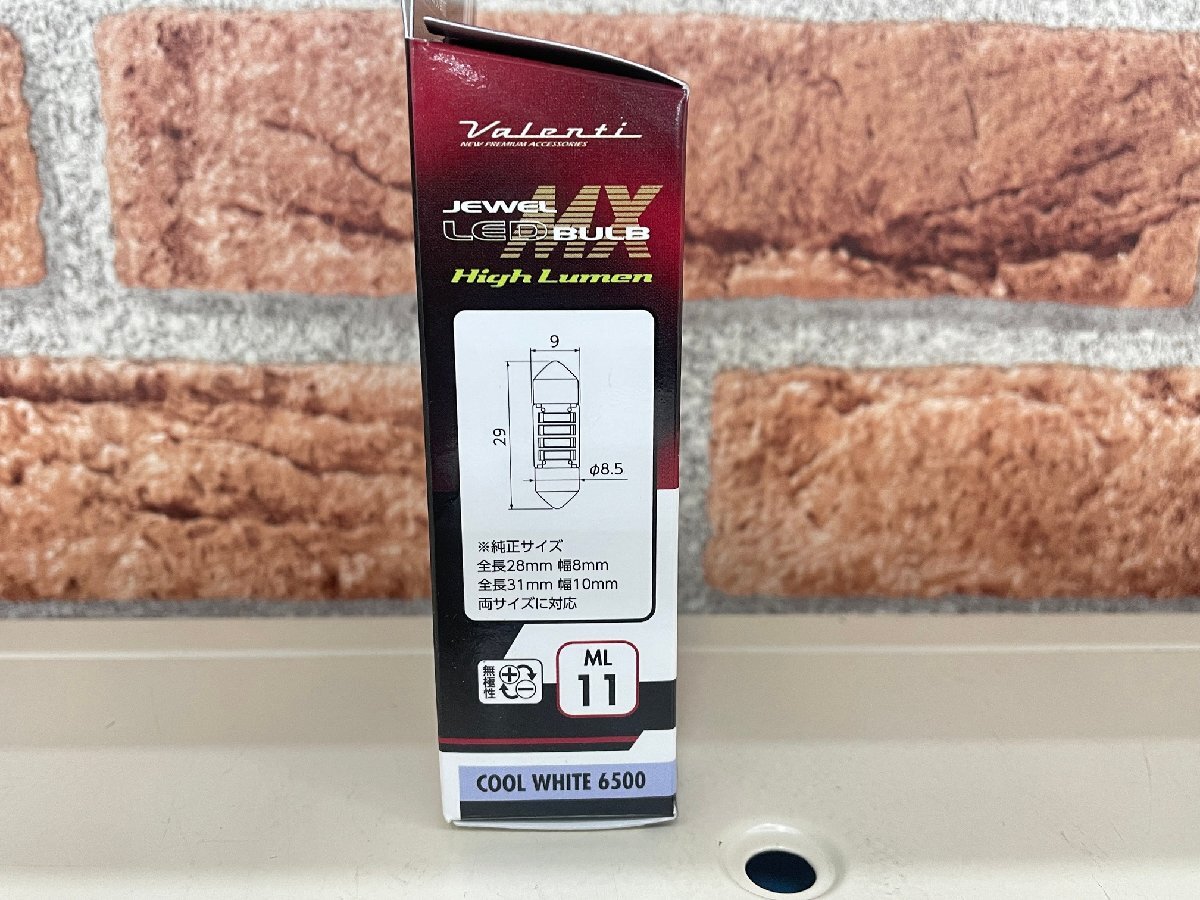 Valenti
NEW PREMIUM ACCESSORIES
JEWEL
LED BULB
MX
High Lumen
9
29
φ8.5
※純正サイズ
全長28mm 幅8mm
全長31mm 幅10mm
両サイズに対応
無極性
ML
11
COOL WHITE 6500